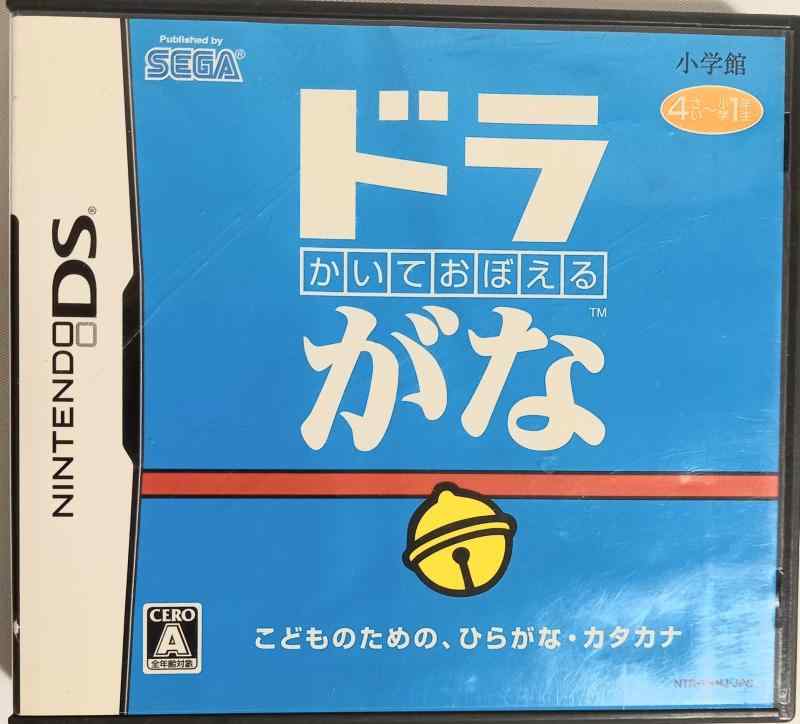 Published by
SEGA®
小学館
4さい～小学1年生
ドラ
かいておぼえる
がな
TM
NINTENDO DS®
こどものための、ひらがな・カタカナ
CERO
A
全年齢対象